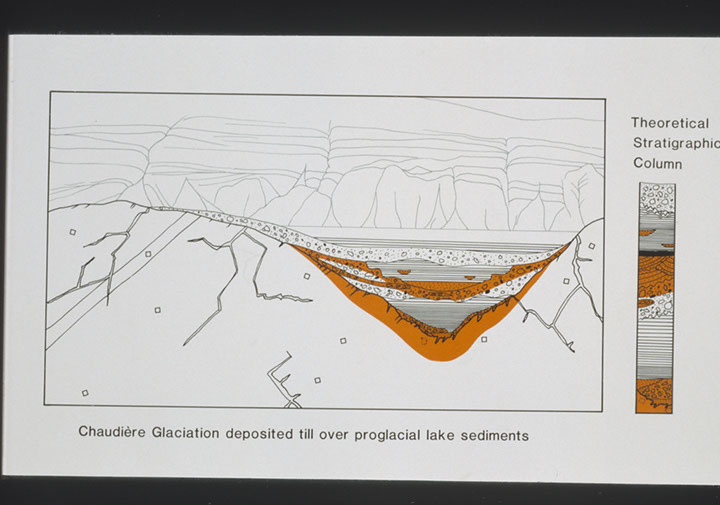 Theoretical
Stratigraphic
Column
Chaudière Glaciation deposited till over proglacial lake sediments